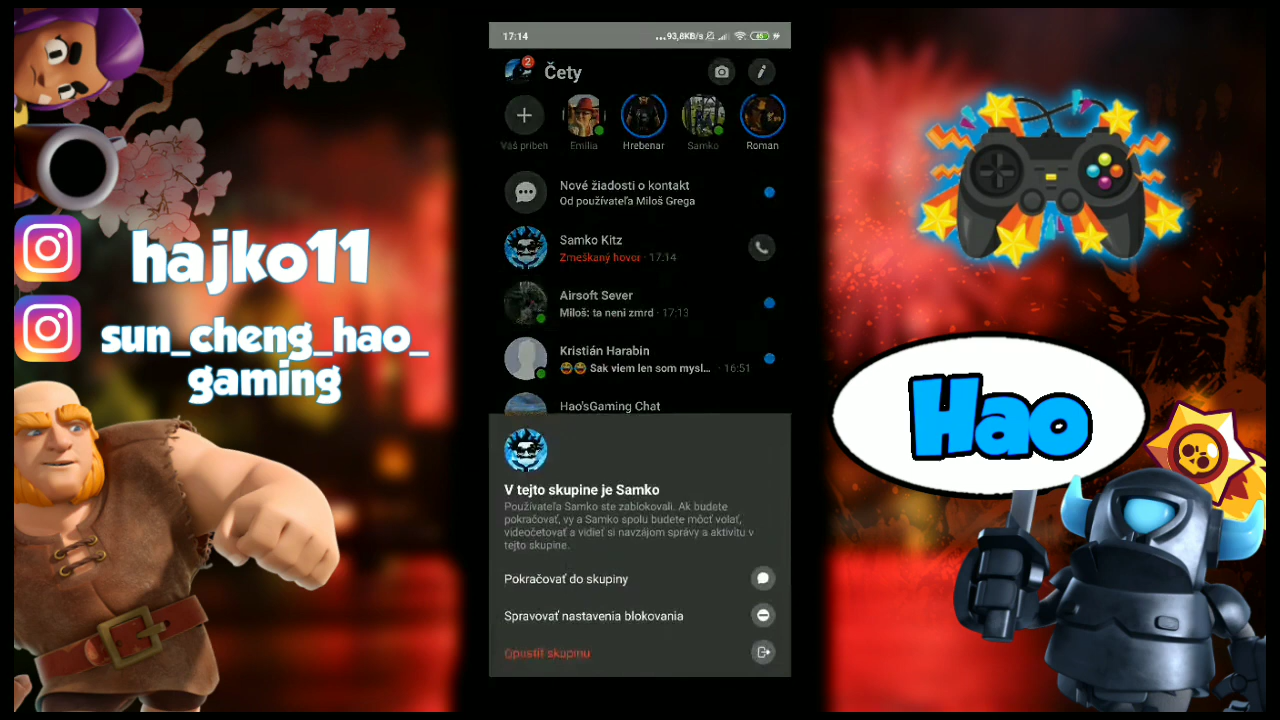 hajko11
sun_cheng_hao_
gaming
17:14
...93,8KB/s
65
2
Čety
Váš príbeh
Emília
Hrebenar
Samko
Roman
Nové žiadosti o kontakt
Od používateľa Miloš Grega
Samko Kitz
Zmeškaný hovor · 17:14
Airsoft Sever
Miloš: ta neni zmrd · 17:13
Kristián Harabin
😂😂 Sak viem len som mysl... · 16:51
Hao'sGaming Chat
V tejto skupine je Samko
Používateľa Samko ste zablokovali. Ak budete
pokračovať, vy a Samko spolu budete môcť volať,
videočetovať a vidieť si navzájom správy a aktivitu v
tejto skupine.
Pokračovať do skupiny
Spravovať nastavenia blokovania
Opustiť skupinu
Hao